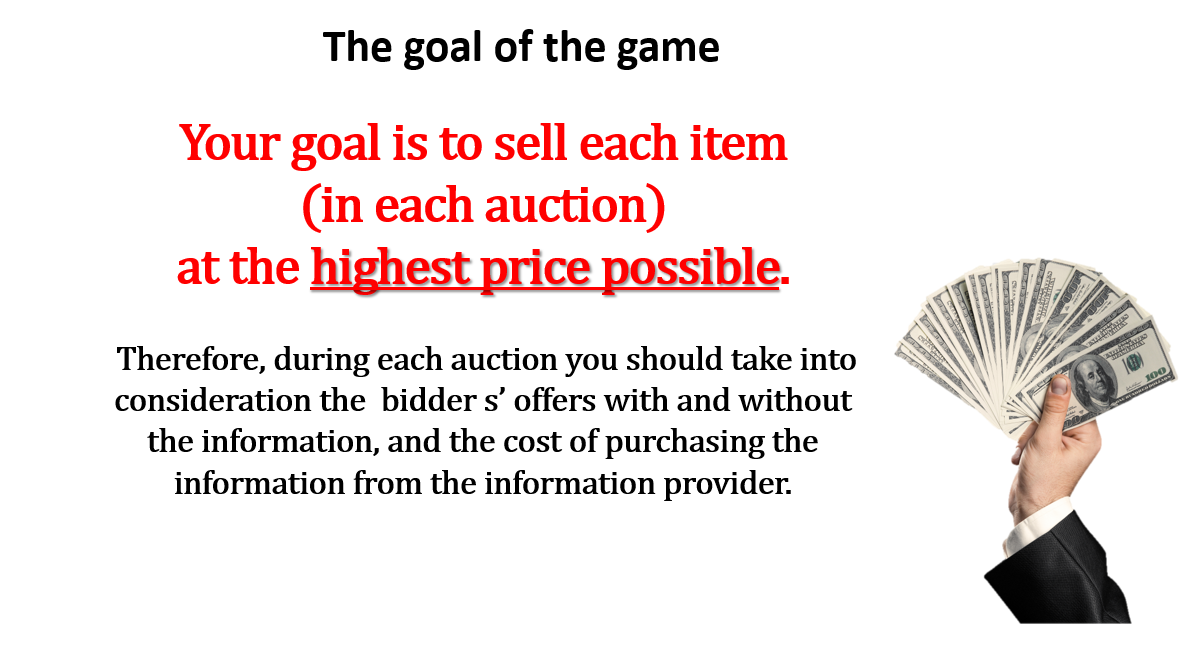 The goal of the game
Your goal is to sell each item
(in each auction)
at the highest price possible.
Therefore, during each auction you should take into
consideration the  bidder s’ offers with and without
the information, and the cost of purchasing the
information from the information provider.
100